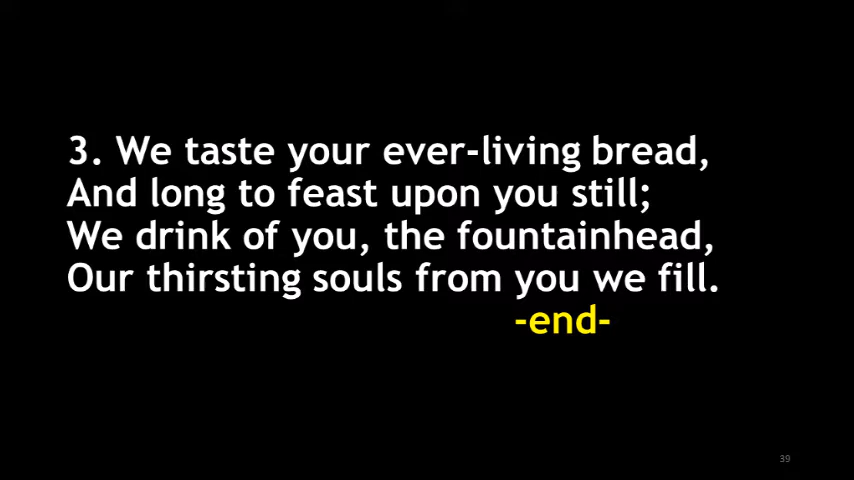 3. We taste your ever-living bread,
And long to feast upon you still;
We drink of you, the fountainhead,
Our thirsting souls from you we fill.
-end-
39